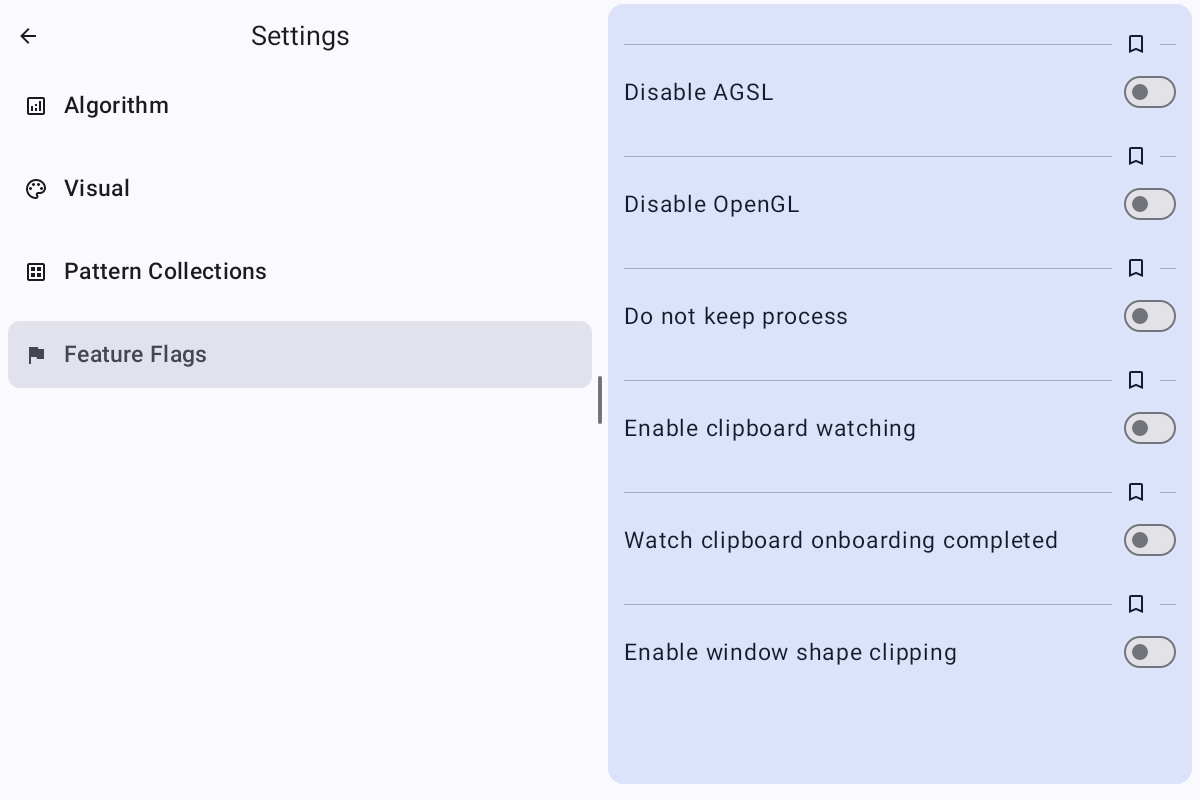 Settings
Algorithm
Visual
Pattern Collections
Feature Flags
Disable AGSL
Disable OpenGL
Do not keep process
Enable clipboard watching
Watch clipboard onboarding completed
Enable window shape clipping